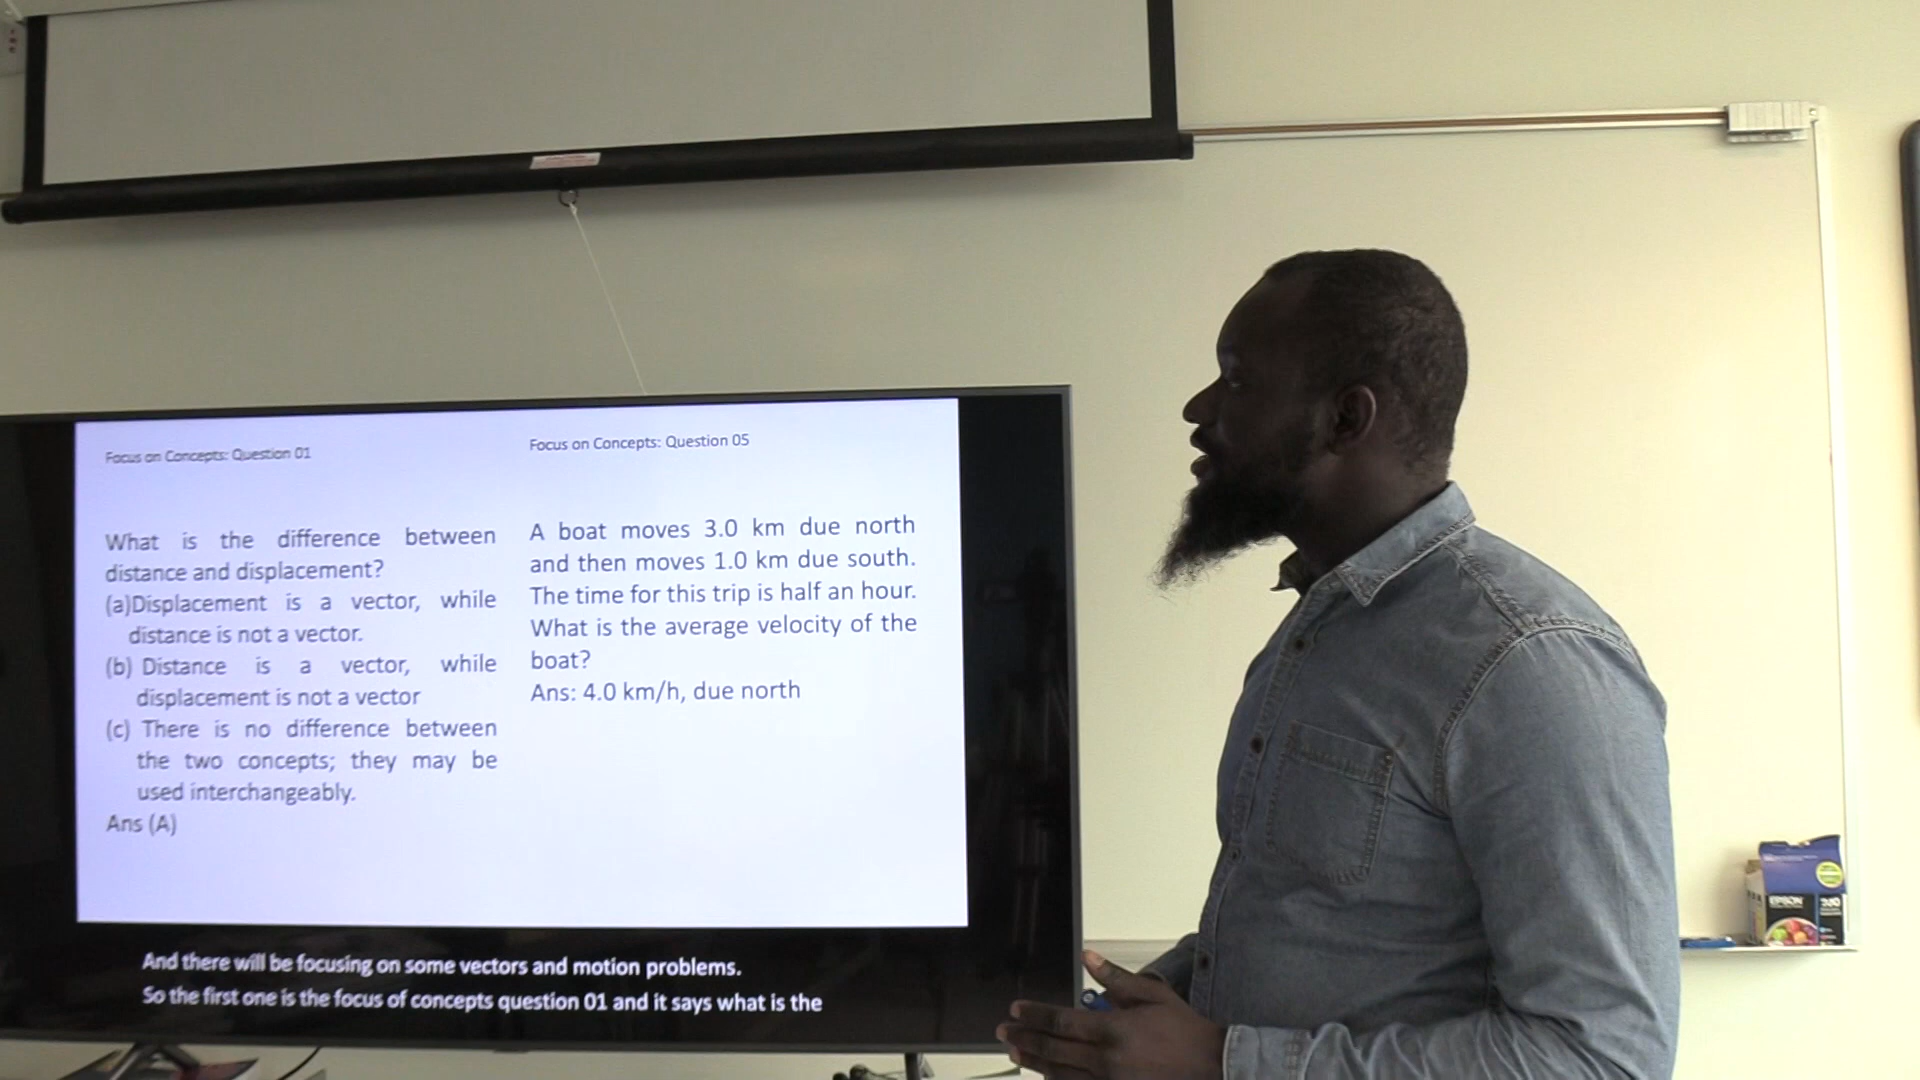 Focus on Concepts: Question 01
What is the difference between
distance and displacement?
(a)Displacement is a vector, while
distance is not a vector.
(b) Distance is a vector, while
displacement is not a vector
(c) There is no difference between
the two concepts; they may be
used interchangeably.
Ans (A)
Focus on Concepts: Question 05
A boat moves 3.0 km due north
and then moves 1.0 km due south.
The time for this trip is half an hour.
What is the average velocity of the
boat?
Ans: 4.0 km/h, due north
And there will be focusing on some vectors and motion problems.
So the first one is the focus of concepts question 01 and it says what is the
EPSON